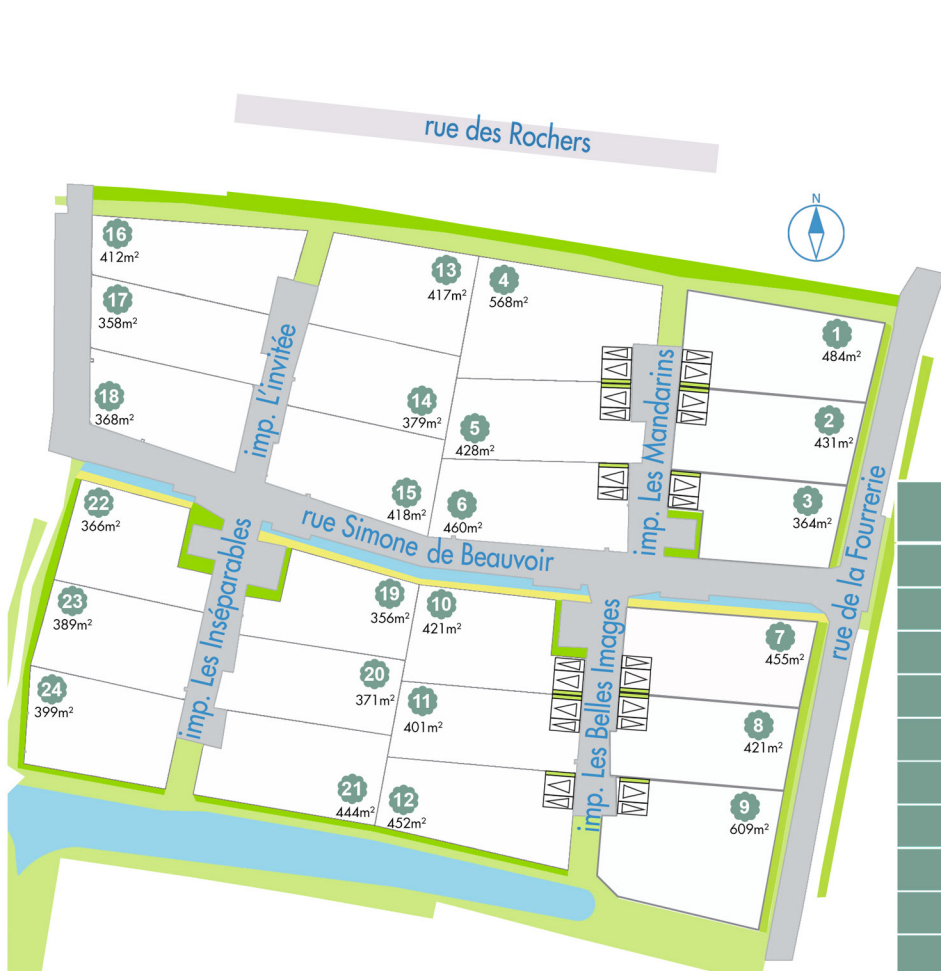 rue des Rochers
N
16
412m²
17
358m²
18
368m²
imp. L'invitée
13
417m²
14
379m²
15
418m²
4
568m²
5
428m²
6
460m²
imp. Les Mandarins
1
484m²
2
431m²
3
364m²
rue de la Fourrerie
rue Simone de Beauvoir
22
366m²
23
389m²
24
399m²
imp. Les Inséparables
19
356m²
20
371m²
21
444m²
10
421m²
11
401m²
12
452m²
imp. Les Belles Images
7
455m²
8
421m²
9
609m²